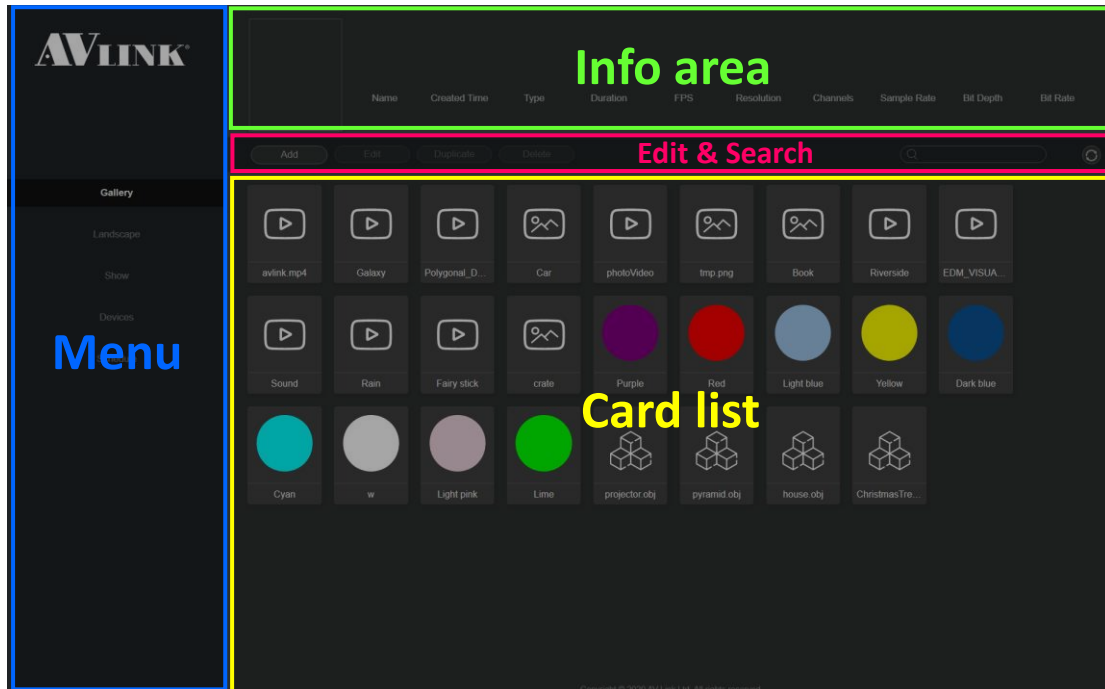 AVLINK®
Info area
Name Created Time Type Duration FPS Resolution Channels Sample Rate Bit Depth Bit Rate
Add Edit Duplicate Delete
Edit & Search
Gallery
Landscape
Show
Devices
Menu
avlink.mp4 Galaxy Polygonal_D... Car photoVideo tmp.png Book Riverside EDM_VISUA...
Sound Rain Fairy stick crate Purple Red Light blue Yellow Dark blue
Card list
Cyan w Light pink Lime projector.obj pyramid.obj house.obj ChristmasTre...